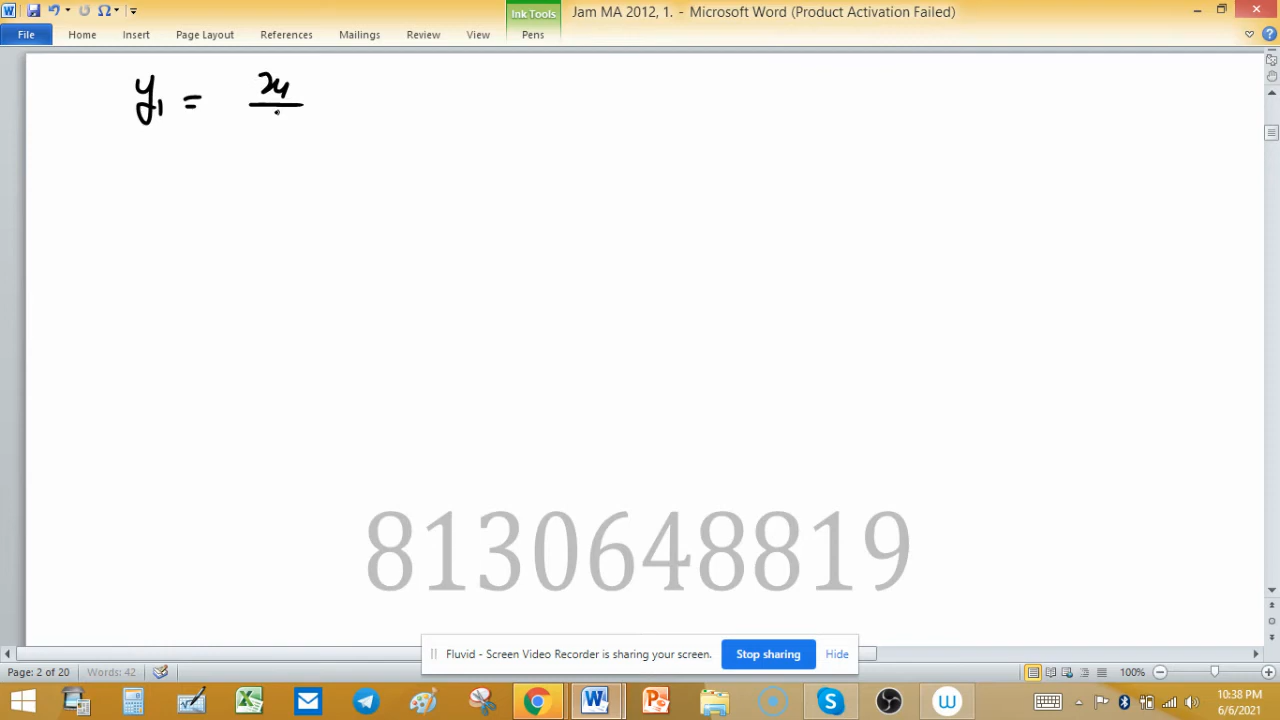 Ink Tools
Jam MA 2012, 1. - Microsoft Word (Product Activation Failed)
File Home Insert Page Layout References Mailings Review View Pens
y₁ =
8130648819
Fluvid - Screen Video Recorder is sharing your screen. Stop sharing Hide
Page: 2 of 20 Words: 42 100%
10:38 PM
6/6/2021